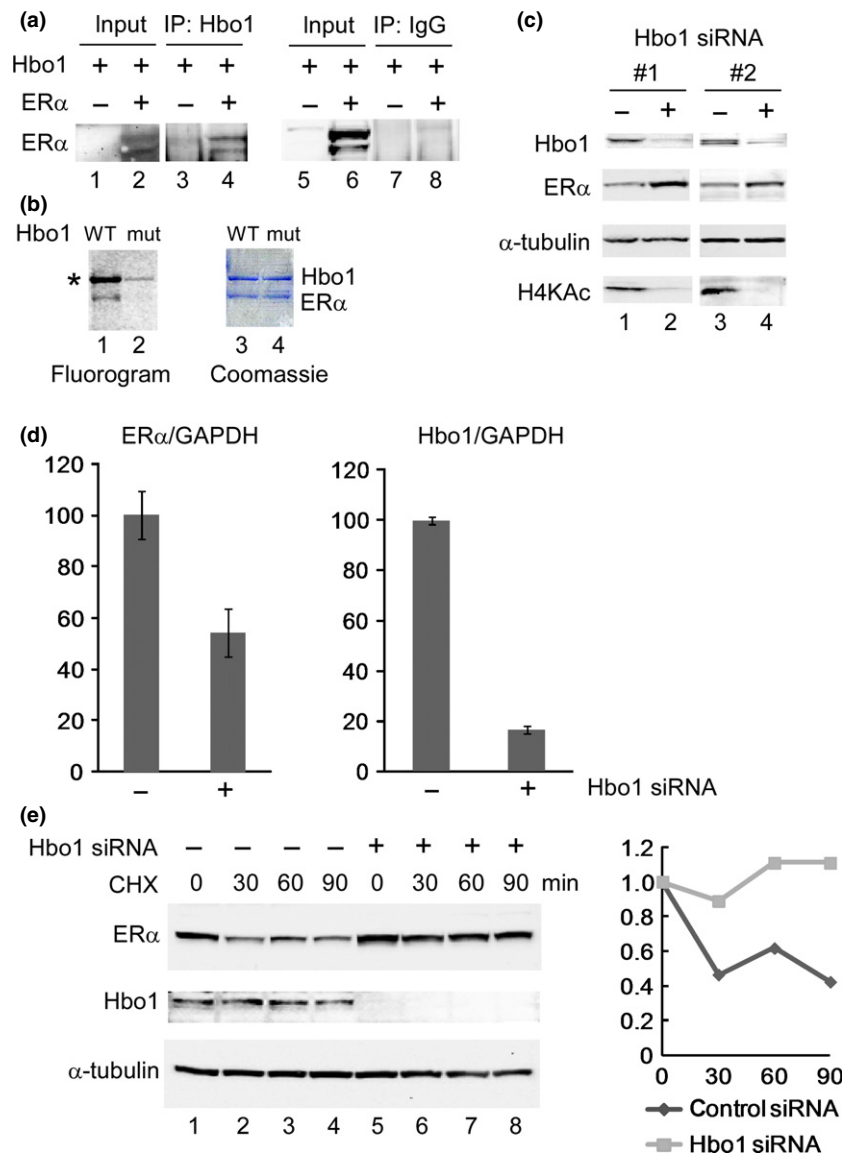 (a)
Input IP: Hbo1 Input IP: IgG
Hbo1 + + + + + + + +
ERα − + − + − + − +
ERα
1 2 3 4 5 6 7 8
(b)
Hbo1 WT mut WT mut
* Hbo1
ERα
1 2 3 4
Fluorogram Coomassie
(c)
Hbo1 siRNA
#1 #2
− + − +
Hbo1
ERα
α-tubulin
H4KAc
1 2 3 4
(d)
ERα/GAPDH Hbo1/GAPDH
120 120
100 100
80 80
60 60
40 40
20 20
0 0
− + − + Hbo1 siRNA
(e)
Hbo1 siRNA − − − − + + + +
CHX 0 30 60 90 0 30 60 90 min
ERα
Hbo1
α-tubulin
1 2 3 4 5 6 7 8
1.2
1.0
0.8
0.6
0.4
0.2
0
0 30 60 90
Control siRNA
Hbo1 siRNA